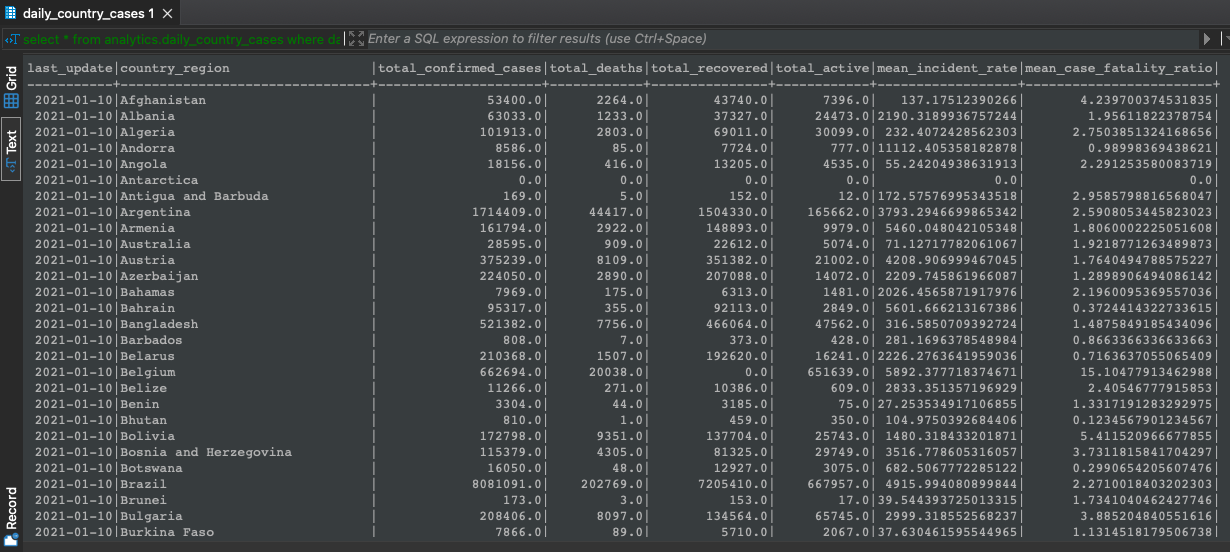 daily_country_cases 1
select * from analytics.daily_country_cases where da
Enter a SQL expression to filter results (use Ctrl+Space)
Grid
Text
Record
last_update|country_region |total_confirmed_cases|total_deaths|total_recovered|total_active|mean_incident_rate|mean_case_fatality_ratio|
2021-01-10|Afghanistan | 53400.0| 2264.0| 43740.0| 7396.0| 137.17512390266| 4.239700374531835|
2021-01-10|Albania | 63033.0| 1233.0| 37327.0| 24473.0|2190.3189936757244| 1.95611822378754|
2021-01-10|Algeria | 101913.0| 2803.0| 69011.0| 30099.0| 232.4072428562303| 2.7503851324168656|
2021-01-10|Andorra | 8586.0| 85.0| 7724.0| 777.0|11112.405358182878| 0.98998369438621|
2021-01-10|Angola | 18156.0| 416.0| 13205.0| 4535.0| 55.24204938631913| 2.291253580083719|
2021-01-10|Antarctica | 0.0| 0.0| 0.0| 0.0| 0.0| 0.0|
2021-01-10|Antigua and Barbuda | 169.0| 5.0| 152.0| 12.0|172.57576995343518| 2.9585798816568047|
2021-01-10|Argentina | 1714409.0| 44417.0| 1504330.0| 165662.0|3793.2946699865342| 2.59080534458230​23|
2021-01-10|Armenia | 161794.0| 2922.0| 148893.0| 9979.0| 5460.048042105348| 1.8060002225051608|
2021-01-10|Australia | 28595.0| 909.0| 22612.0| 5074.0| 71.12717782061067| 1.9218771263489873|
2021-01-10|Austria | 375239.0| 8109.0| 351382.0| 21002.0| 4208.906999467045| 1.7640494788575227|
2021-01-10|Azerbaijan | 224050.0| 2890.0| 207088.0| 14072.0| 2209.745861966087| 1.2898906494086142|
2021-01-10|Bahamas | 7969.0| 175.0| 6313.0| 1481.0|2026.4565871917976| 2.1960095369557036|
2021-01-10|Bahrain | 95317.0| 355.0| 92113.0| 2849.0| 5601.666213167386| 0.3724414322733615|
2021-01-10|Bangladesh | 521382.0| 7756.0| 466064.0| 47562.0| 316.5850709392724| 1.4875849185434096|
2021-01-10|Barbados | 808.0| 7.0| 373.0| 428.0| 281.1696378548984| 0.8663366336633663|
2021-01-10|Belarus | 210368.0| 1507.0| 192620.0| 16241.0|2226.2763641959036| 0.7163637055065409|
2021-01-10|Belgium | 662694.0| 20038.0| 0.0| 651639.0| 5892.377718374671| 15.10477913462988|
2021-01-10|Belize | 11266.0| 271.0| 10386.0| 609.0| 2833.351357196929| 2.405467779​15853|
2021-01-10|Benin | 3304.0| 44.0| 3185.0| 75.0|27.253534917106855| 1.3317191283292975|
2021-01-10|Bhutan | 810.0| 1.0| 459.0| 350.0| 104.9750392684406| 0.1234567901234567|
2021-01-10|Bolivia | 172798.0| 9351.0| 137704.0| 25743.0| 1480.318433201871| 5.411520966677855|
2021-01-10|Bosnia and Herzegovina | 115379.0| 4305.0| 81325.0| 29749.0| 3516.778605316057| 3.7311815841704297|
2021-01-10|Botswana | 16050.0| 48.0| 12927.0| 3075.0| 682.5067772285122| 0.2990654205607476|
2021-01-10|Brazil | 8081091.0| 202769.0| 7205410.0| 667957.0| 4915.994080899844| 2.2710018403202303|
2021-01-10|Brunei | 173.0| 3.0| 153.0| 17.0|39.544393725013315| 1.7341040462427746|
2021-01-10|Bulgaria | 208406.0| 8097.0| 134564.0| 65745.0| 2999.318552568237| 3.885204840551616|
2021-01-10|Burkina Faso | 7866.0| 89.0| 5710.0| 2067.0|37.630461595544965| 1.1314518179506738|